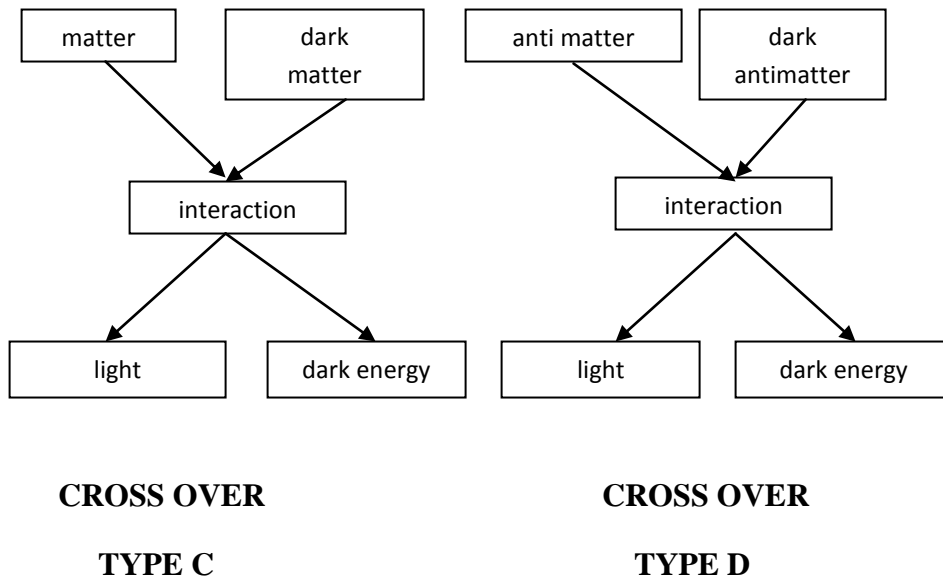 matter
dark
matter
interaction
light
dark energy
CROSS OVER
TYPE C
anti matter
dark
antimatter
interaction
light
dark energy
CROSS OVER
TYPE D